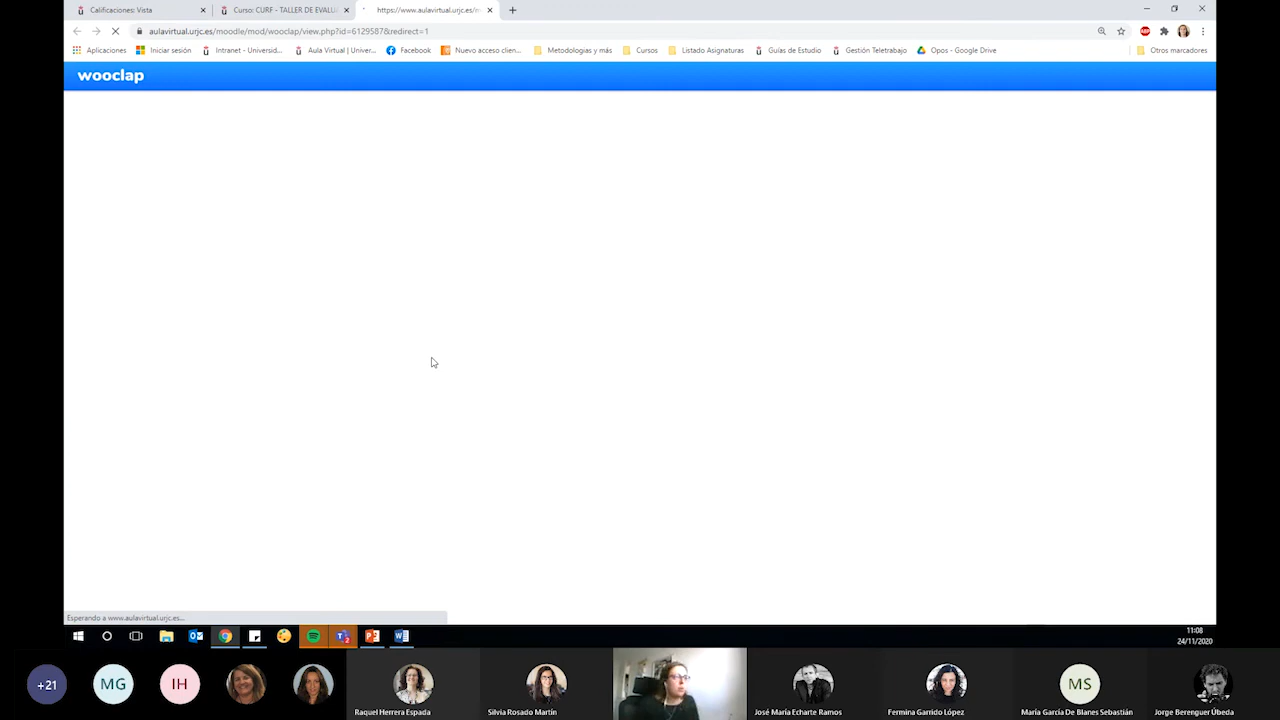 Calificaciones: Vista
Curso: CURF - TALLER DE EVALU
https://www.aulavirtual.urjc.es/m
aulavirtual.urjc.es/moodle/mod/wooclap/view.php?id=6129587&redirect=1
Aplicaciones
Iniciar sesión
Intranet - Universid...
Aula Virtual | Univer...
Facebook
Nuevo acceso clien...
Metodologías y más
Cursos
Listado Asignaturas
Guías de Estudio
Gestión Teletrabajo
Opos - Google Drive
Otros marcadores
wooclap
Esperando a www.aulavirtual.urjc.es...
11:08
24/11/2020
+21
MG
IH
Raquel Herrera Espada
Silvia Rosado Martín
José María Echarte Ramos
Fermina Garrido López
MS
María García De Blanes Sebastián
Jorge Berenguer Úbeda